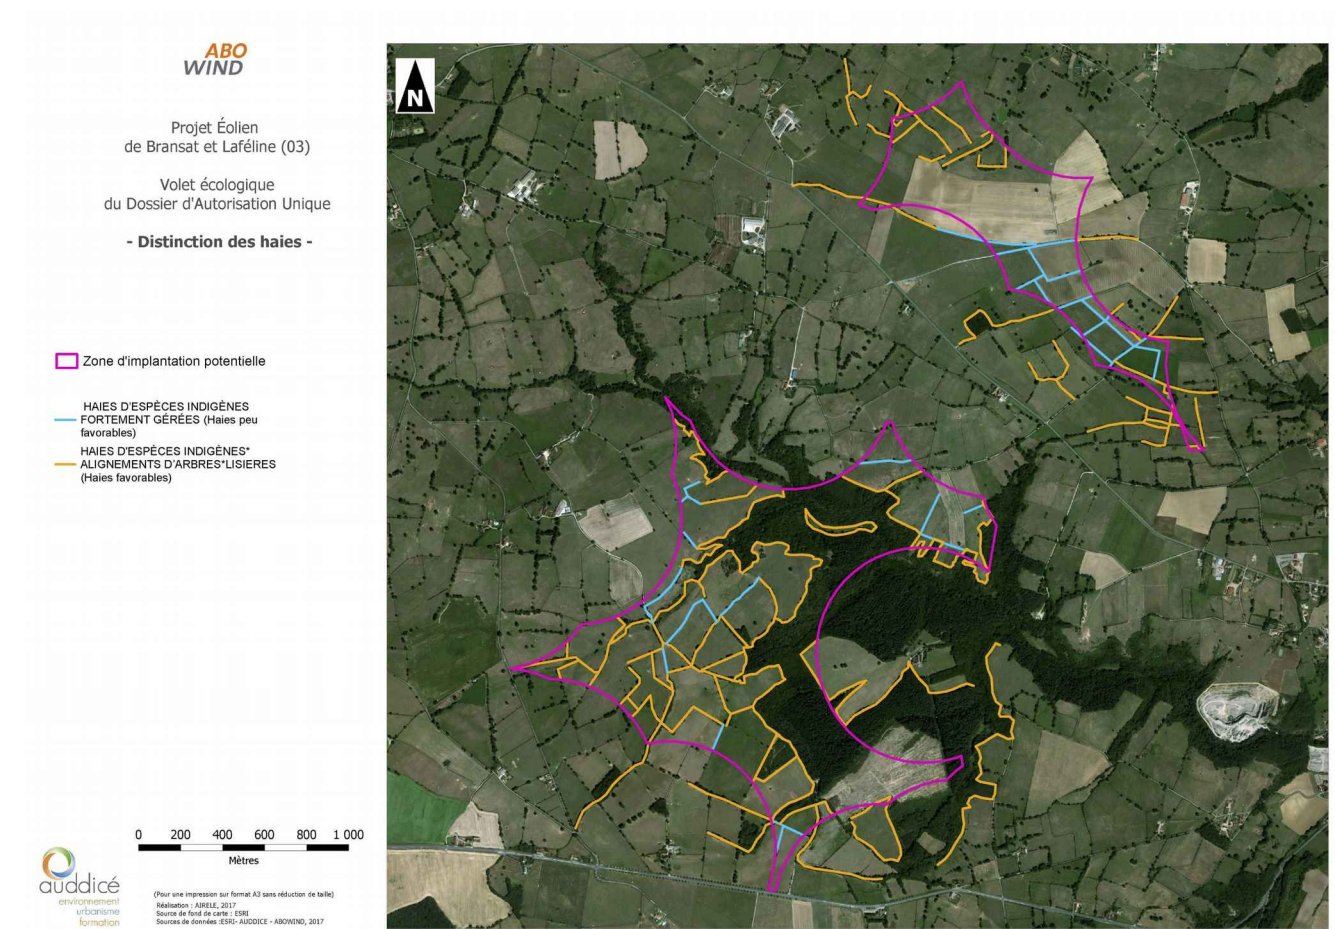 ABO
WIND
Projet Éolien
de Bransat et Laféline (03)
Volet écologique
du Dossier d'Autorisation Unique
- Distinction des haies -
N
Zone d'implantation potentielle
HAIES D'ESPÈCES INDIGÈNES
FORTEMENT GÉRÉES (Haies peu
favorables)
HAIES D'ESPÈCES INDIGÈNES*
ALIGNEMENTS D'ARBRES*LISIERES
(Haies favorables)
0 200 400 600 800 1 000
Mètres
auddicé
environnement
urbanisme
formation
(Pour une impression sur format A3 sans réduction de taille)
Réalisation : AIRELE, 2017
Source de fond de carte : ESRI
Sources de données :ESRI- AUDDICE - ABOWIND, 2017